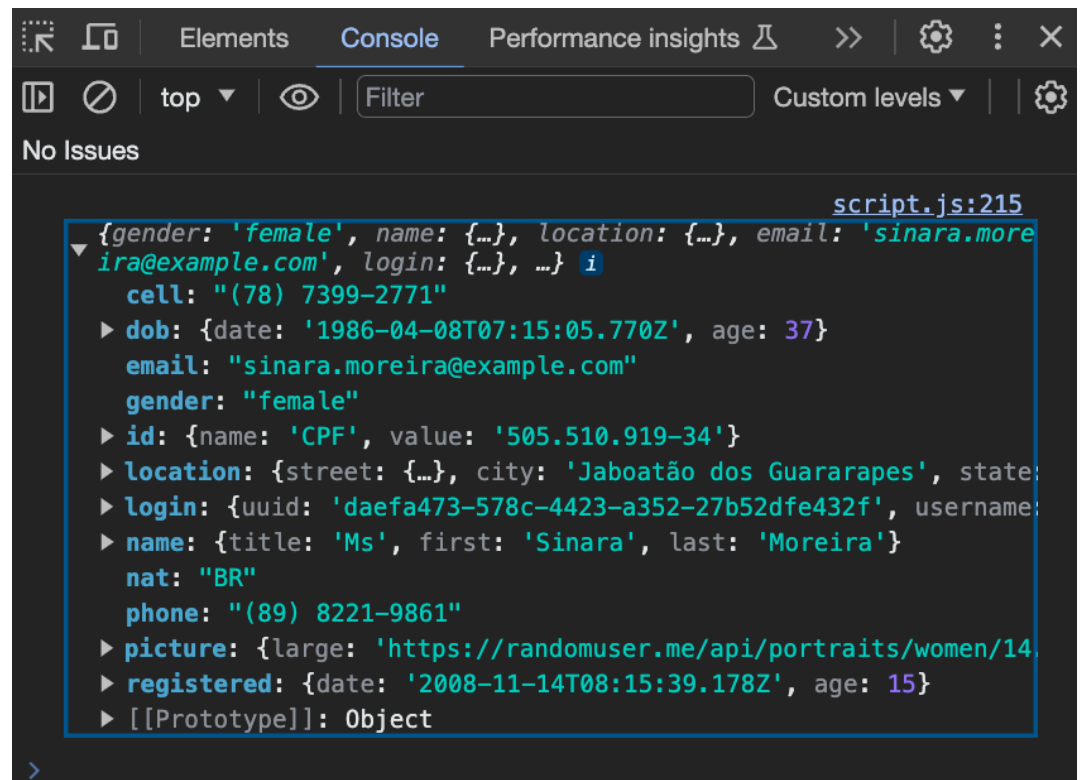 Elements Console Performance insights >>
top ▼ Filter Custom levels ▼
No Issues
script.js:215
▼ {gender: 'female', name: {…}, location: {…}, email: 'sinara.more
ira@example.com', login: {…}, …} i
cell: "(78) 7399-2771"
▶ dob: {date: '1986-04-08T07:15:05.770Z', age: 37}
email: "sinara.moreira@example.com"
gender: "female"
▶ id: {name: 'CPF', value: '505.510.919-34'}
▶ location: {street: {…}, city: 'Jaboatão dos Guararapes', state:
▶ login: {uuid: 'daefa473-578c-4423-a352-27b52dfe432f', username:
▶ name: {title: 'Ms', first: 'Sinara', last: 'Moreira'}
nat: "BR"
phone: "(89) 8221-9861"
▶ picture: {large: 'https://randomuser.me/api/portraits/women/14.
▶ registered: {date: '2008-11-14T08:15:39.178Z', age: 15}
▶ [[Prototype]]: Object
>